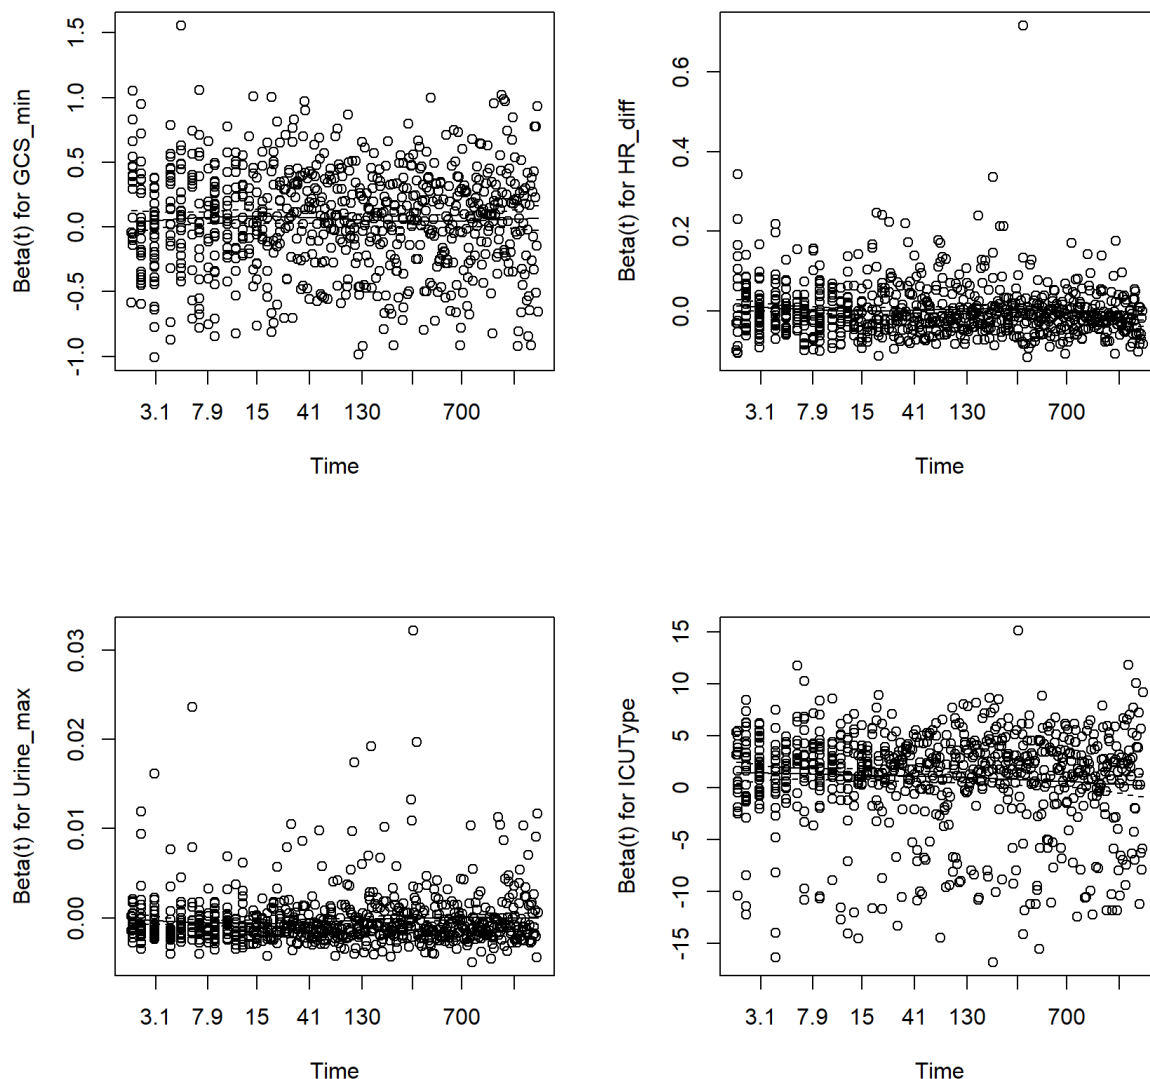 Beta(t) for GCS_min
1.5
1.0
0.5
0.0
-0.5
-1.0
3.1 7.9 15 41 130 700
Time
Beta(t) for HR_diff
0.6
0.4
0.2
0.0
3.1 7.9 15 41 130 700
Time
Beta(t) for Urine_max
0.03
0.02
0.01
0.00
3.1 7.9 15 41 130 700
Time
Beta(t) for ICUType
15
10
5
0
-5
-10
-15
3.1 7.9 15 41 130 700
Time